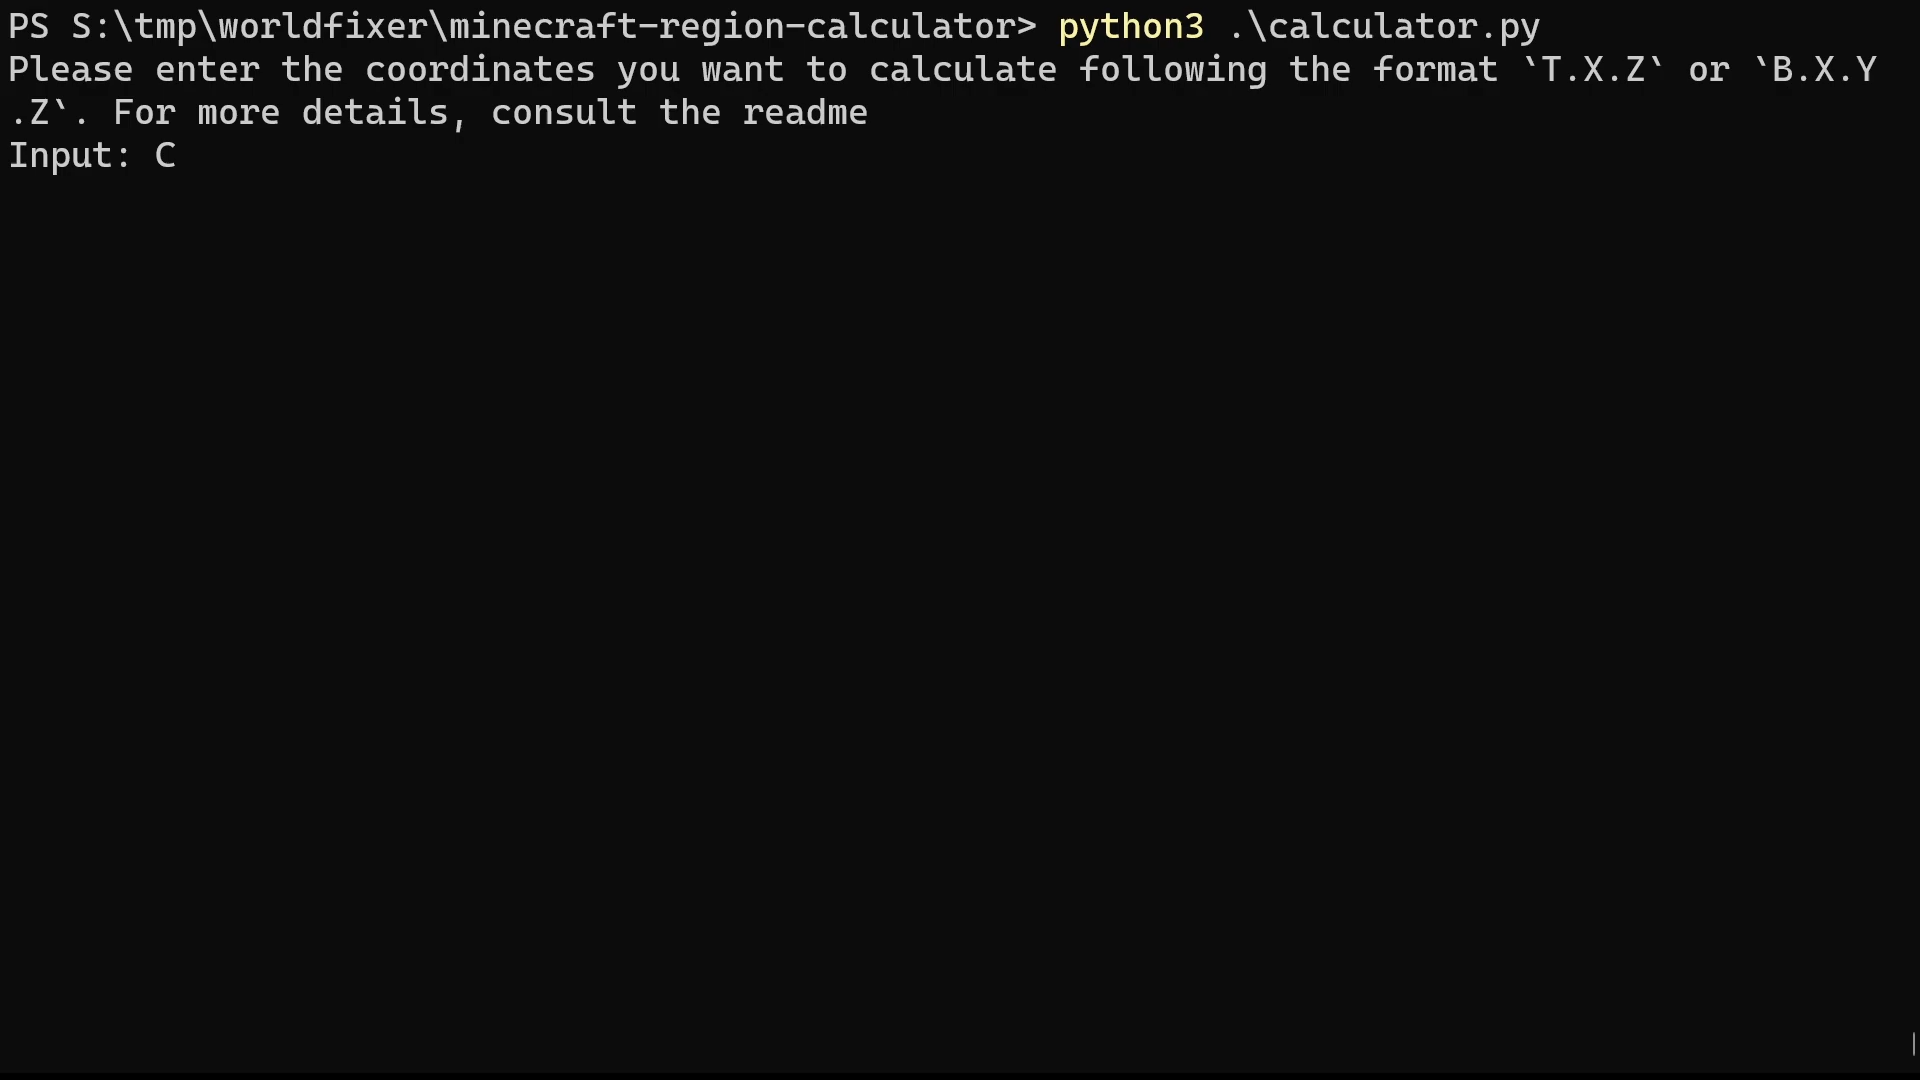 PS S:\tmp\worldfixer\minecraft-region-calculator> python3 .\calculator.py
Please enter the coordinates you want to calculate following the format `T.X.Z` or `B.X.Y
.Z`. For more details, consult the readme
Input: C